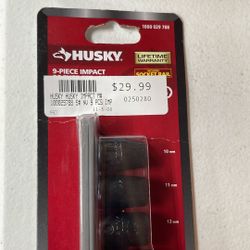 1000 029 788
HUSKY
LIFETIME
WARRANTY
9-PIECE IMPACT
SOCKET RAIL
$29.99
0250280
HUSKY HUSKY IMPACT MM
10 mm
11 mm
12 mm